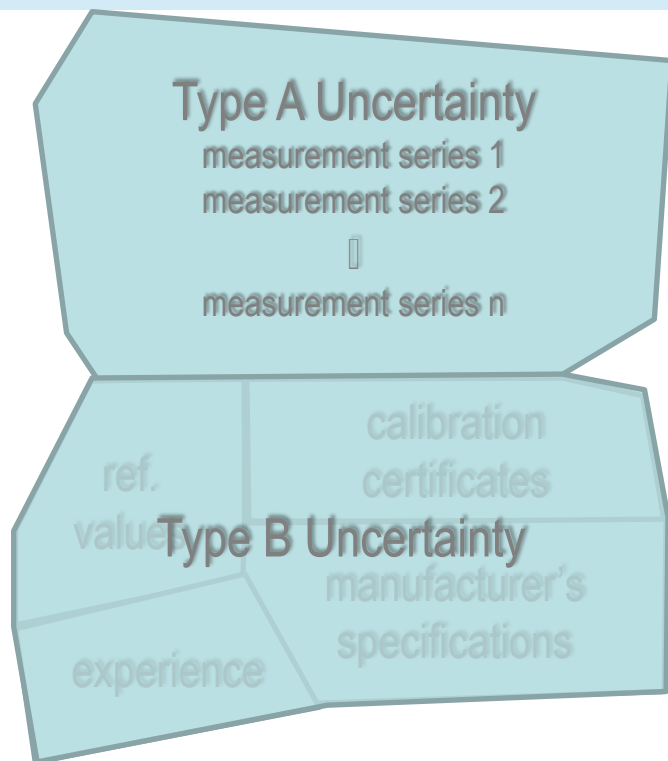 Type A Uncertainty
measurement series 1
measurement series 2
measurement series n
calibration
certificates
ref.
values
Type B Uncertainty
manufacturer’s
specifications
experience